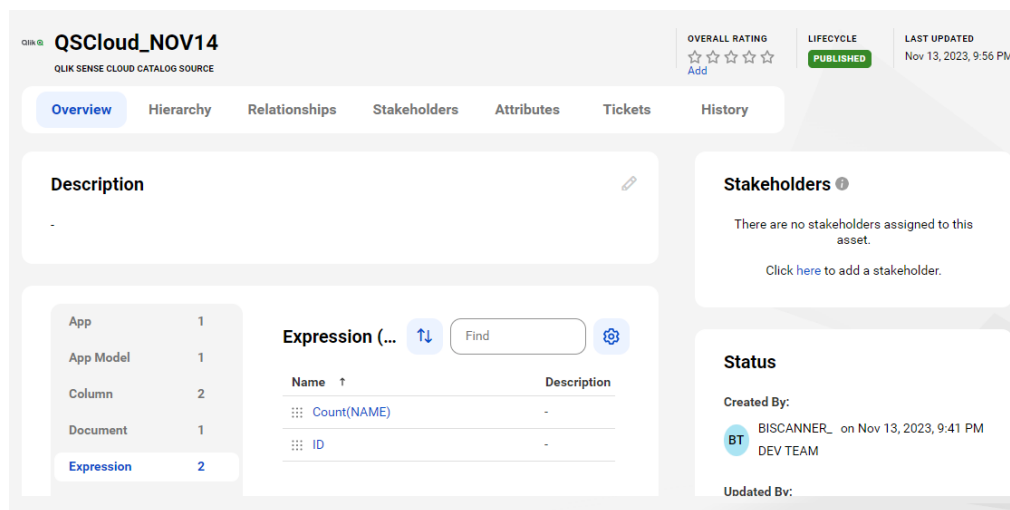 Qlik
QSCloud_NOV14
QLIK SENSE CLOUD CATALOG SOURCE
OVERALL RATING
Add
LIFECYCLE
PUBLISHED
LAST UPDATED
Nov 13, 2023, 9:56 PM
Overview Hierarchy Relationships Stakeholders Attributes Tickets History
Description
-
Stakeholders
There are no stakeholders assigned to this
asset.
Click here to add a stakeholder.
App 1
App Model 1
Column 2
Document 1
Expression 2
Expression (...
Find
Name ↑ Description
Count(NAME) -
ID -
Status
Created By:
BT
BISCANNER_ on Nov 13, 2023, 9:41 PM
DEV TEAM
Updated By: